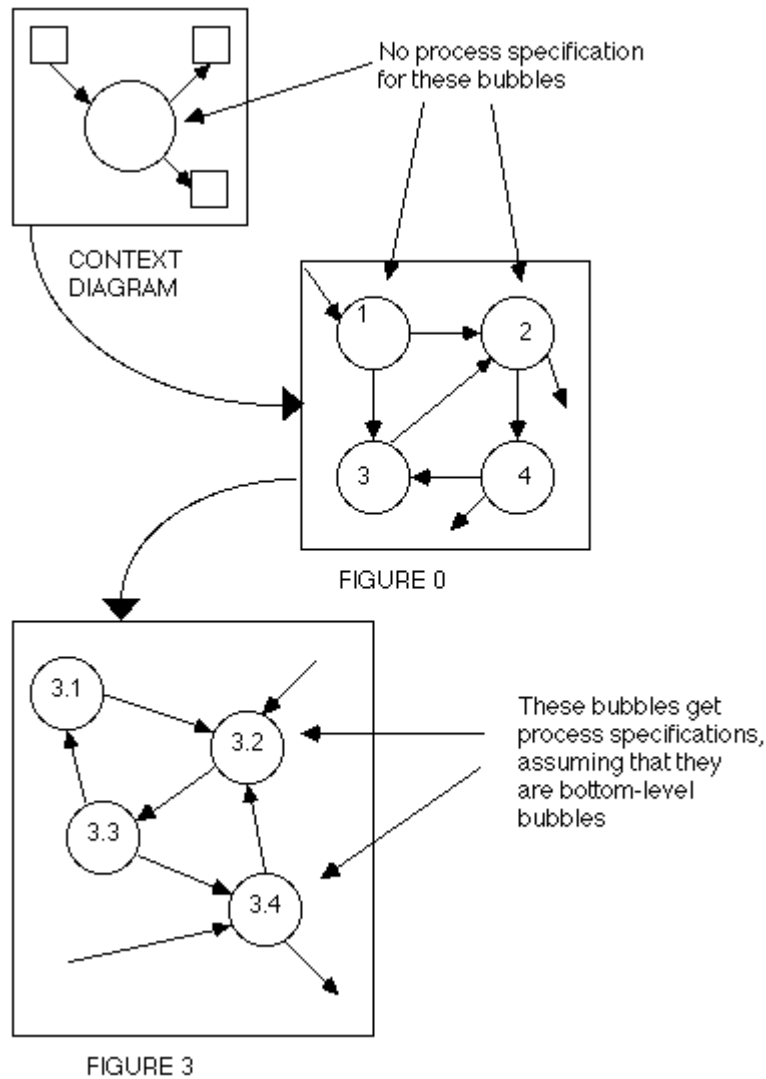 No process specification
for these bubbles
CONTEXT
DIAGRAM
1
2
3
4
FIGURE 0
3.1
3.2
3.3
3.4
These bubbles get
process specifications,
assuming that they
are bottom-level
bubbles
FIGURE 3